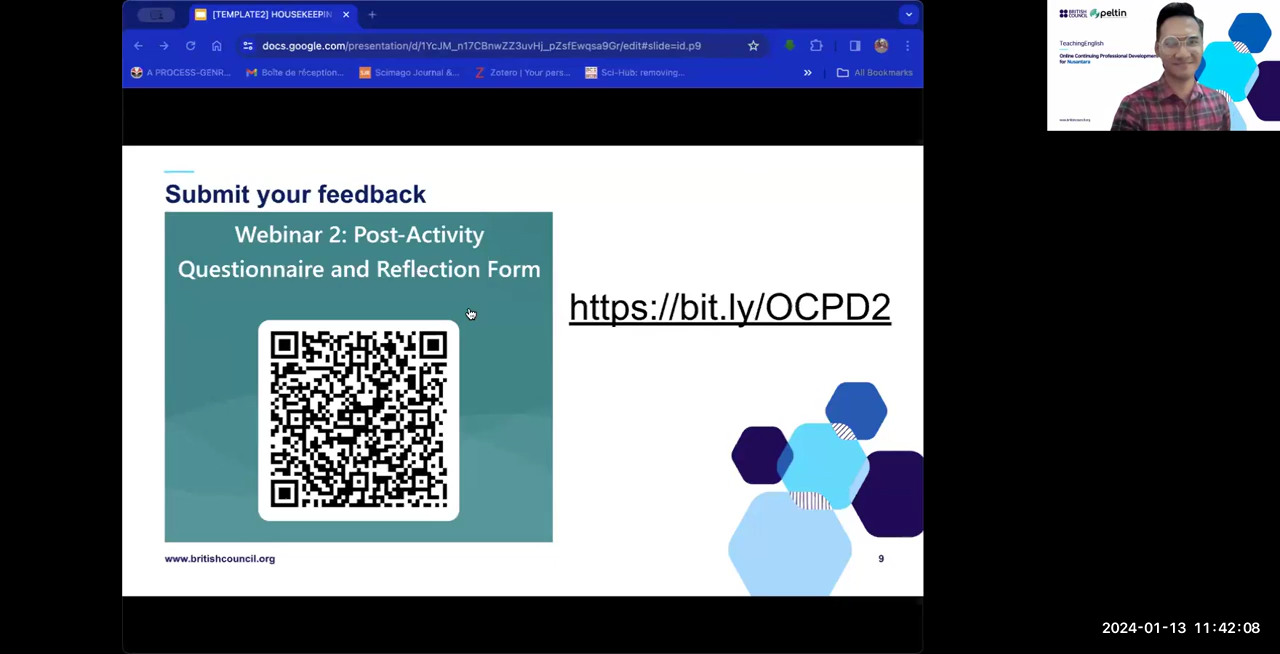 [TEMPLATE2] HOUSEKEEPIN
docs.google.com/presentation/d/1YcJM_n17CBnwZZ3uvHj_pZsfEwqsa9Gr/edit#slide=id.p9
A PROCESS-GENR...
Boîte de réception...
Scimago Journal &...
Zotero | Your pers...
Sci-Hub: removing...
All Bookmarks
BRITISH COUNCIL
peltin
TeachingEnglish
Online Continuing Professional Development
for Nusantara
www.britishcouncil.org
Submit your feedback
Webinar 2: Post-Activity
Questionnaire and Reflection Form
https://bit.ly/OCPD2
www.britishcouncil.org
9
2024-01-13 11:42:08